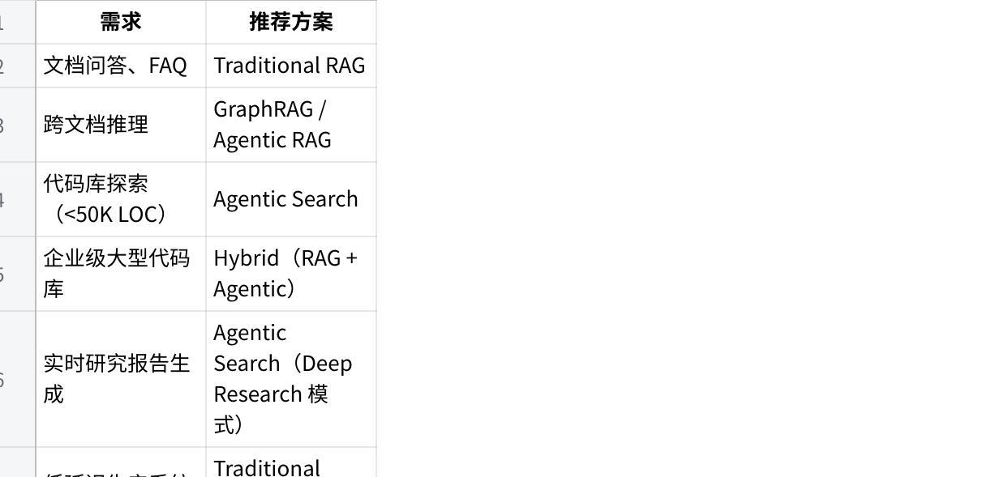 1
需求
推荐方案
2
文档问答、FAQ
Traditional RAG
3
跨文档推理
GraphRAG /
Agentic RAG
4
代码库探索
（<50K LOC）
Agentic Search
5
企业级大型代码
库
Hybrid（RAG +
Agentic）
6
实时研究报告生
成
Agentic
Search（Deep
Research 模
式）
Traditional